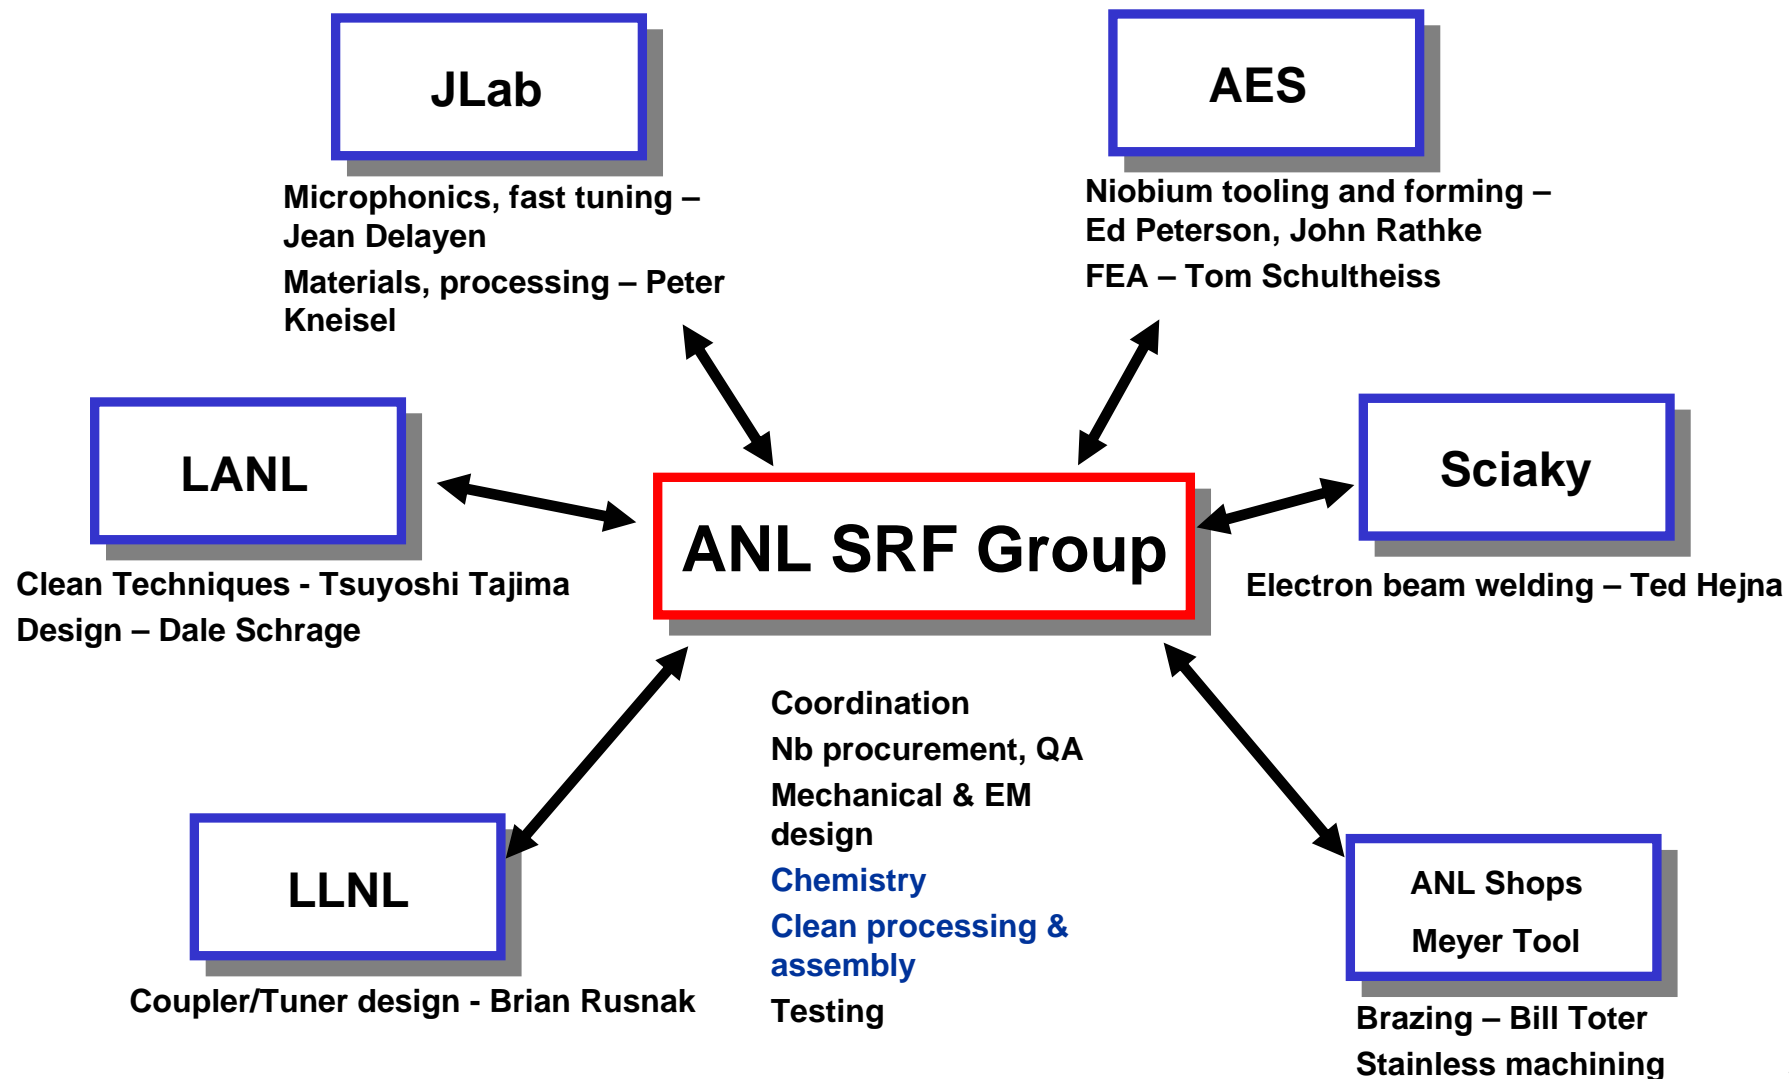 JLab
Microphonics, fast tuning –
Jean Delayen
Materials, processing – Peter
Kneisel
AES
Niobium tooling and forming –
Ed Peterson, John Rathke
FEA – Tom Schultheiss
LANL
Clean Techniques - Tsuyoshi Tajima
Design – Dale Schrage
ANL SRF Group
Coordination
Nb procurement, QA
Mechanical & EM
design
Chemistry
Clean processing &
assembly
Testing
Sciaky
Electron beam welding – Ted Hejna
LLNL
Coupler/Tuner design - Brian Rusnak
ANL Shops
Meyer Tool
Brazing – Bill Toter
Stainless machining